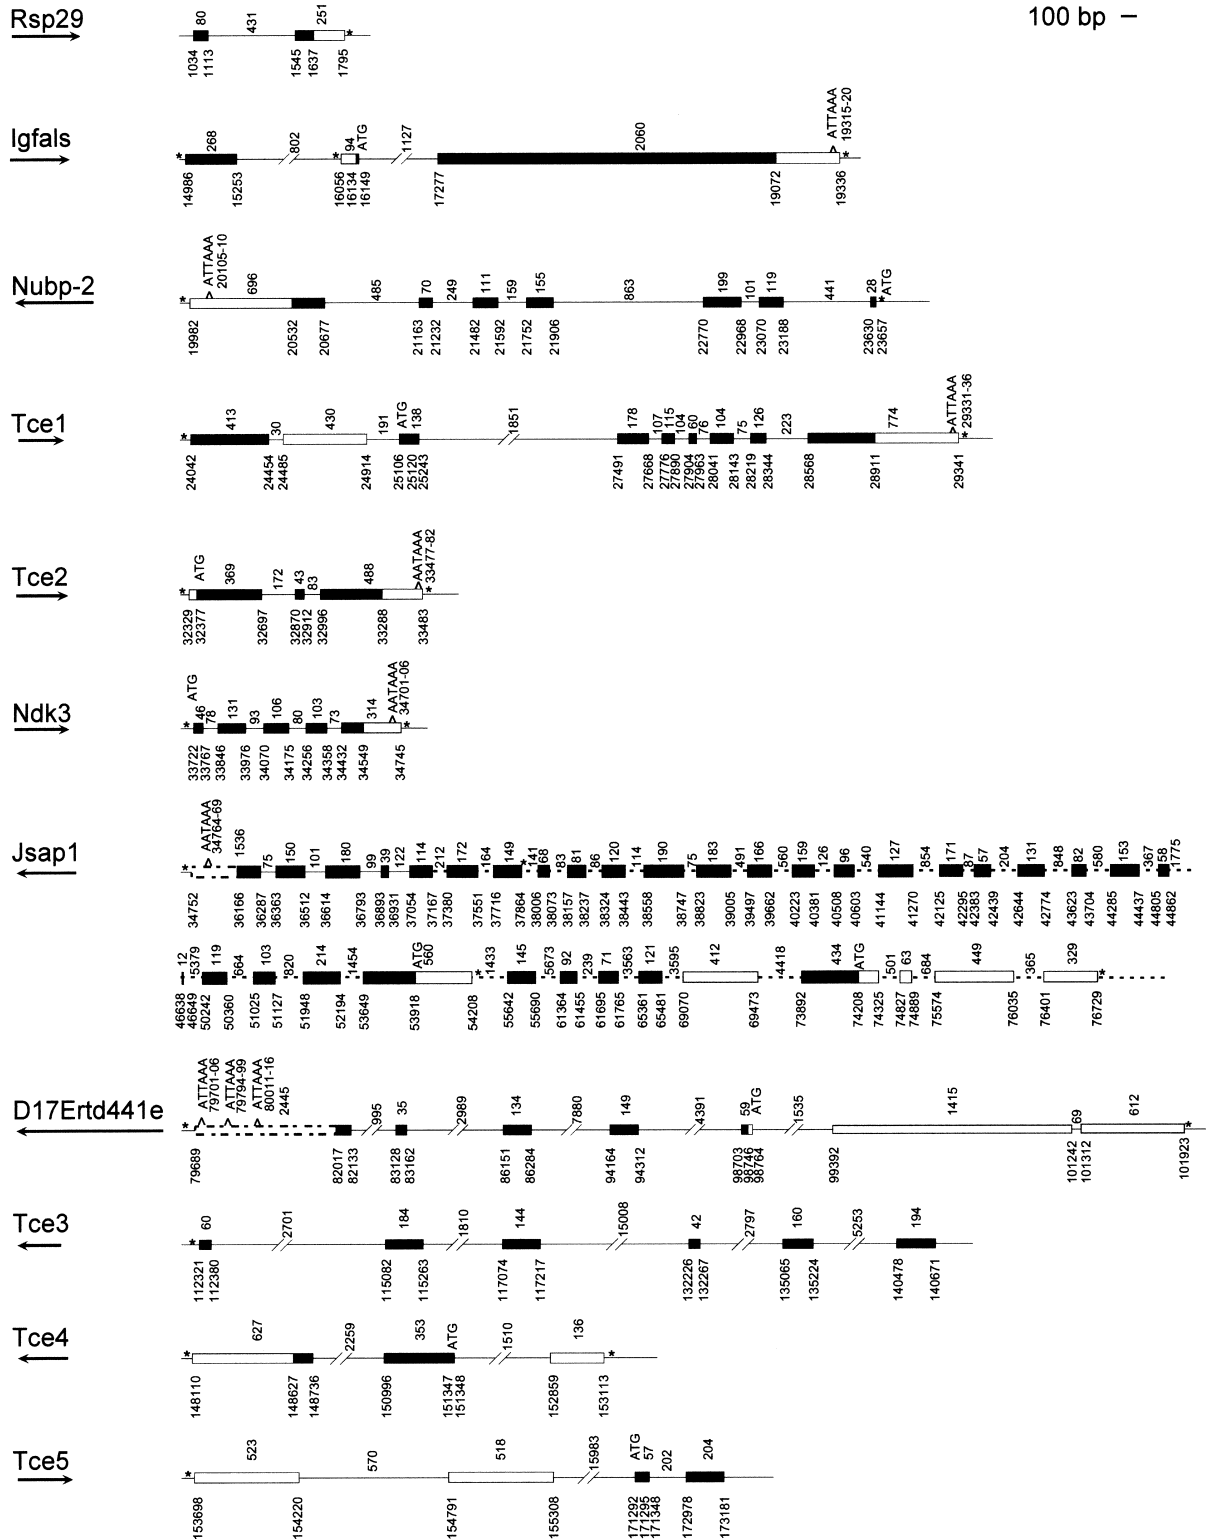 Rsp29
100 bp
80 431 251
1034 1113 1545 1637 1795
Igfals
268 802 94 ATG 1127 2060 ATTAAA 19315-20
14986 15253 16056 16134 16149 17277 19072 19336
Nubp-2
ATTAAA 20105-10 696 485 70 249 111 159 155 863 199 101 119 441 28 ATG
19982 20532 20677 21163 21232 21482 21592 21752 21906 22770 22968 23070 23188 23630 23657
Tce1
413 30 430 191 ATG 138 1851 178 107 115 104 60 76 104 75 126 223 774 ATTAAA 29331-36
24042 24454 24485 24914 25106 25120 25243 27491 27668 27776 27890 27904 27963 28041 28143 28219 28344 28568 28911 29341
Tce2
ATG 369 172 43 83 488 AATAAA 33477-82
32329 32377 32697 32870 32912 32996 33288 33483
Ndk3
ATG 46 78 131 93 106 80 103 73 314 AATAAA 34701-06
33722 33767 33846 33976 34070 34175 34256 34358 34432 34549 34745
Jsap1
AATAAA 34764-69 1536 75 150 101 180 99 39 122 114 212 172 164 149 141 68 83 81 86 120 114 190 75 183 491 166 560 159 126 96 540 127 854 171 87 57 204 131 848 82 580 153 367 58 1775
34752 36166 36287 36363 36512 36614 36793 36893 36931 37054 37167 37380 37551 37716 37864 38006 38073 38157 38237 38324 38443 38558 38747 38823 39005 39497 39662 40223 40381 40508 40603 41144 41270 42125 42295 42383 42439 42644 42774 43623 43704 44285 44437 44805 44862
12 5379 119 664 103 820 214 1454 ATG 560 1433 145 5673 92 239 71 3563 121 3595 412 4418 434 ATG 501 63 684 449 365 329
46638 46649 50242 50360 51025 51127 51948 52194 53649 53918 54208 55642 55690 61364 61455 61695 61765 65361 65481 69070 69473 73892 74208 74325 74827 74889 75574 76035 76401 76729
D17Ertd441e
ATTAAA 79701-06 ATTAAA 79794-99 ATTAAA 80011-16 2445 995 35 2989 134 7880 149 4391 59 ATG 1535 1415 69 612
79689 82017 82133 83128 83162 86151 86284 94164 94312 98703 98746 98764 99392 101242 101312 101923
Tce3
60 2701 184 1810 144 15008 42 2797 160 5253 194
112321 112380 115082 115263 117074 117217 132226 132267 135065 135224 140478 140671
Tce4
627 2259 353 ATG 1510 136
148110 148627 148736 150996 151347 151348 152859 153113
Tce5
523 570 518 15983 ATG 57 202 204
153698 154220 154791 155308 171292 171295 171348 172978 173181